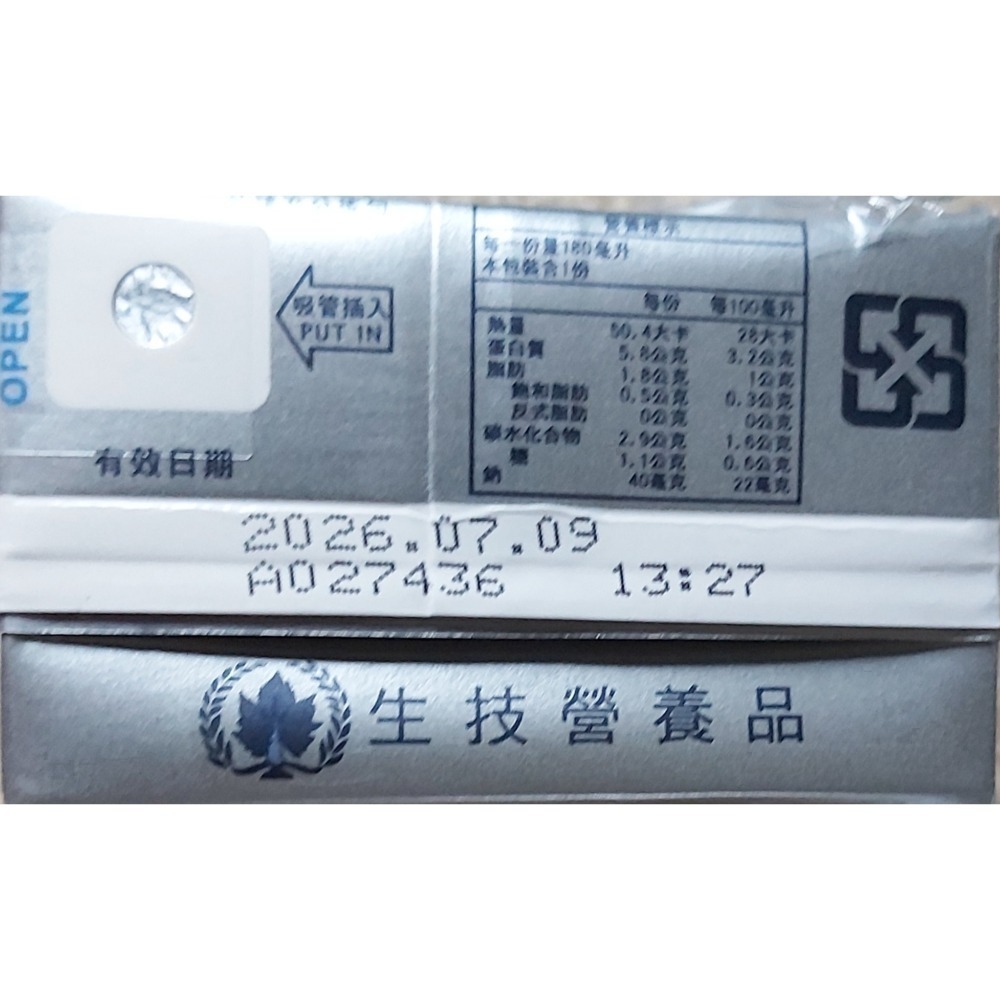 OPEN
吸管插入
PUT IN
有效日期
營養標示
每一份量180毫升
本包裝含1份
每份 每100毫升
熱量 50.4大卡 28大卡
蛋白質 5.8公克 3.2公克
脂肪 1.8公克 1公克
飽和脂肪 0.5公克 0.3公克
反式脂肪 0公克 0公克
碳水化合物 2.9公克 1.6公克
糖 1.1公克 0.6公克
鈉 40毫克 22毫克
2026.07.09
A027436 13:27
生技營養品